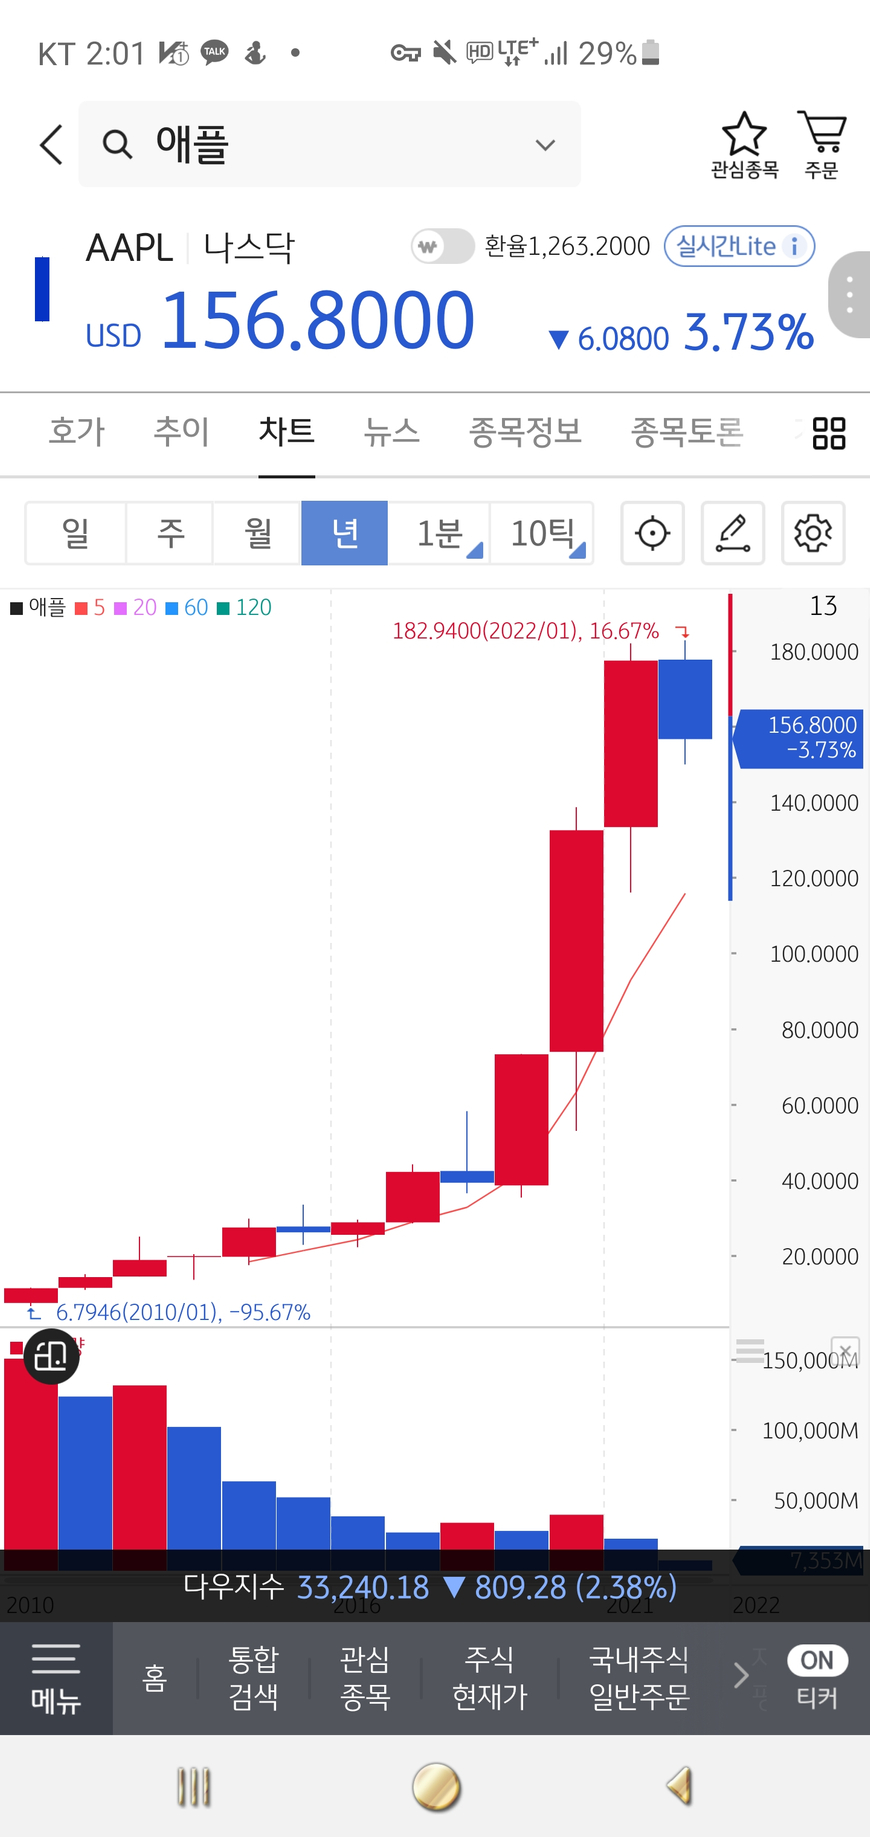 KT 2:01 TALK HD LTE+ 29%
애플
관심종목 주문
AAPL 나스닥 ₩ 환율1,263.2000 실시간Lite i
USD 156.8000 ▼ 6.0800 3.73%
호가 추이 차트 뉴스 종목정보 종목토론
일 주 월 년 1분 10틱
애플 5 20 60 120
13
182.9400(2022/01), 16.67%
180.0000
156.8000
-3.73%
140.0000
120.0000
100.0000
80.0000
60.0000
40.0000
20.0000
6.7946(2010/01), -95.67%
150,000M
100,000M
50,000M
7,353M
다우지수 33,240.18 ▼ 809.28 (2.38%)
2010 2016 2021 2022
메뉴
홈
통합
검색
관심
종목
주식
현재가
국내주식
일반주문
ON
티커